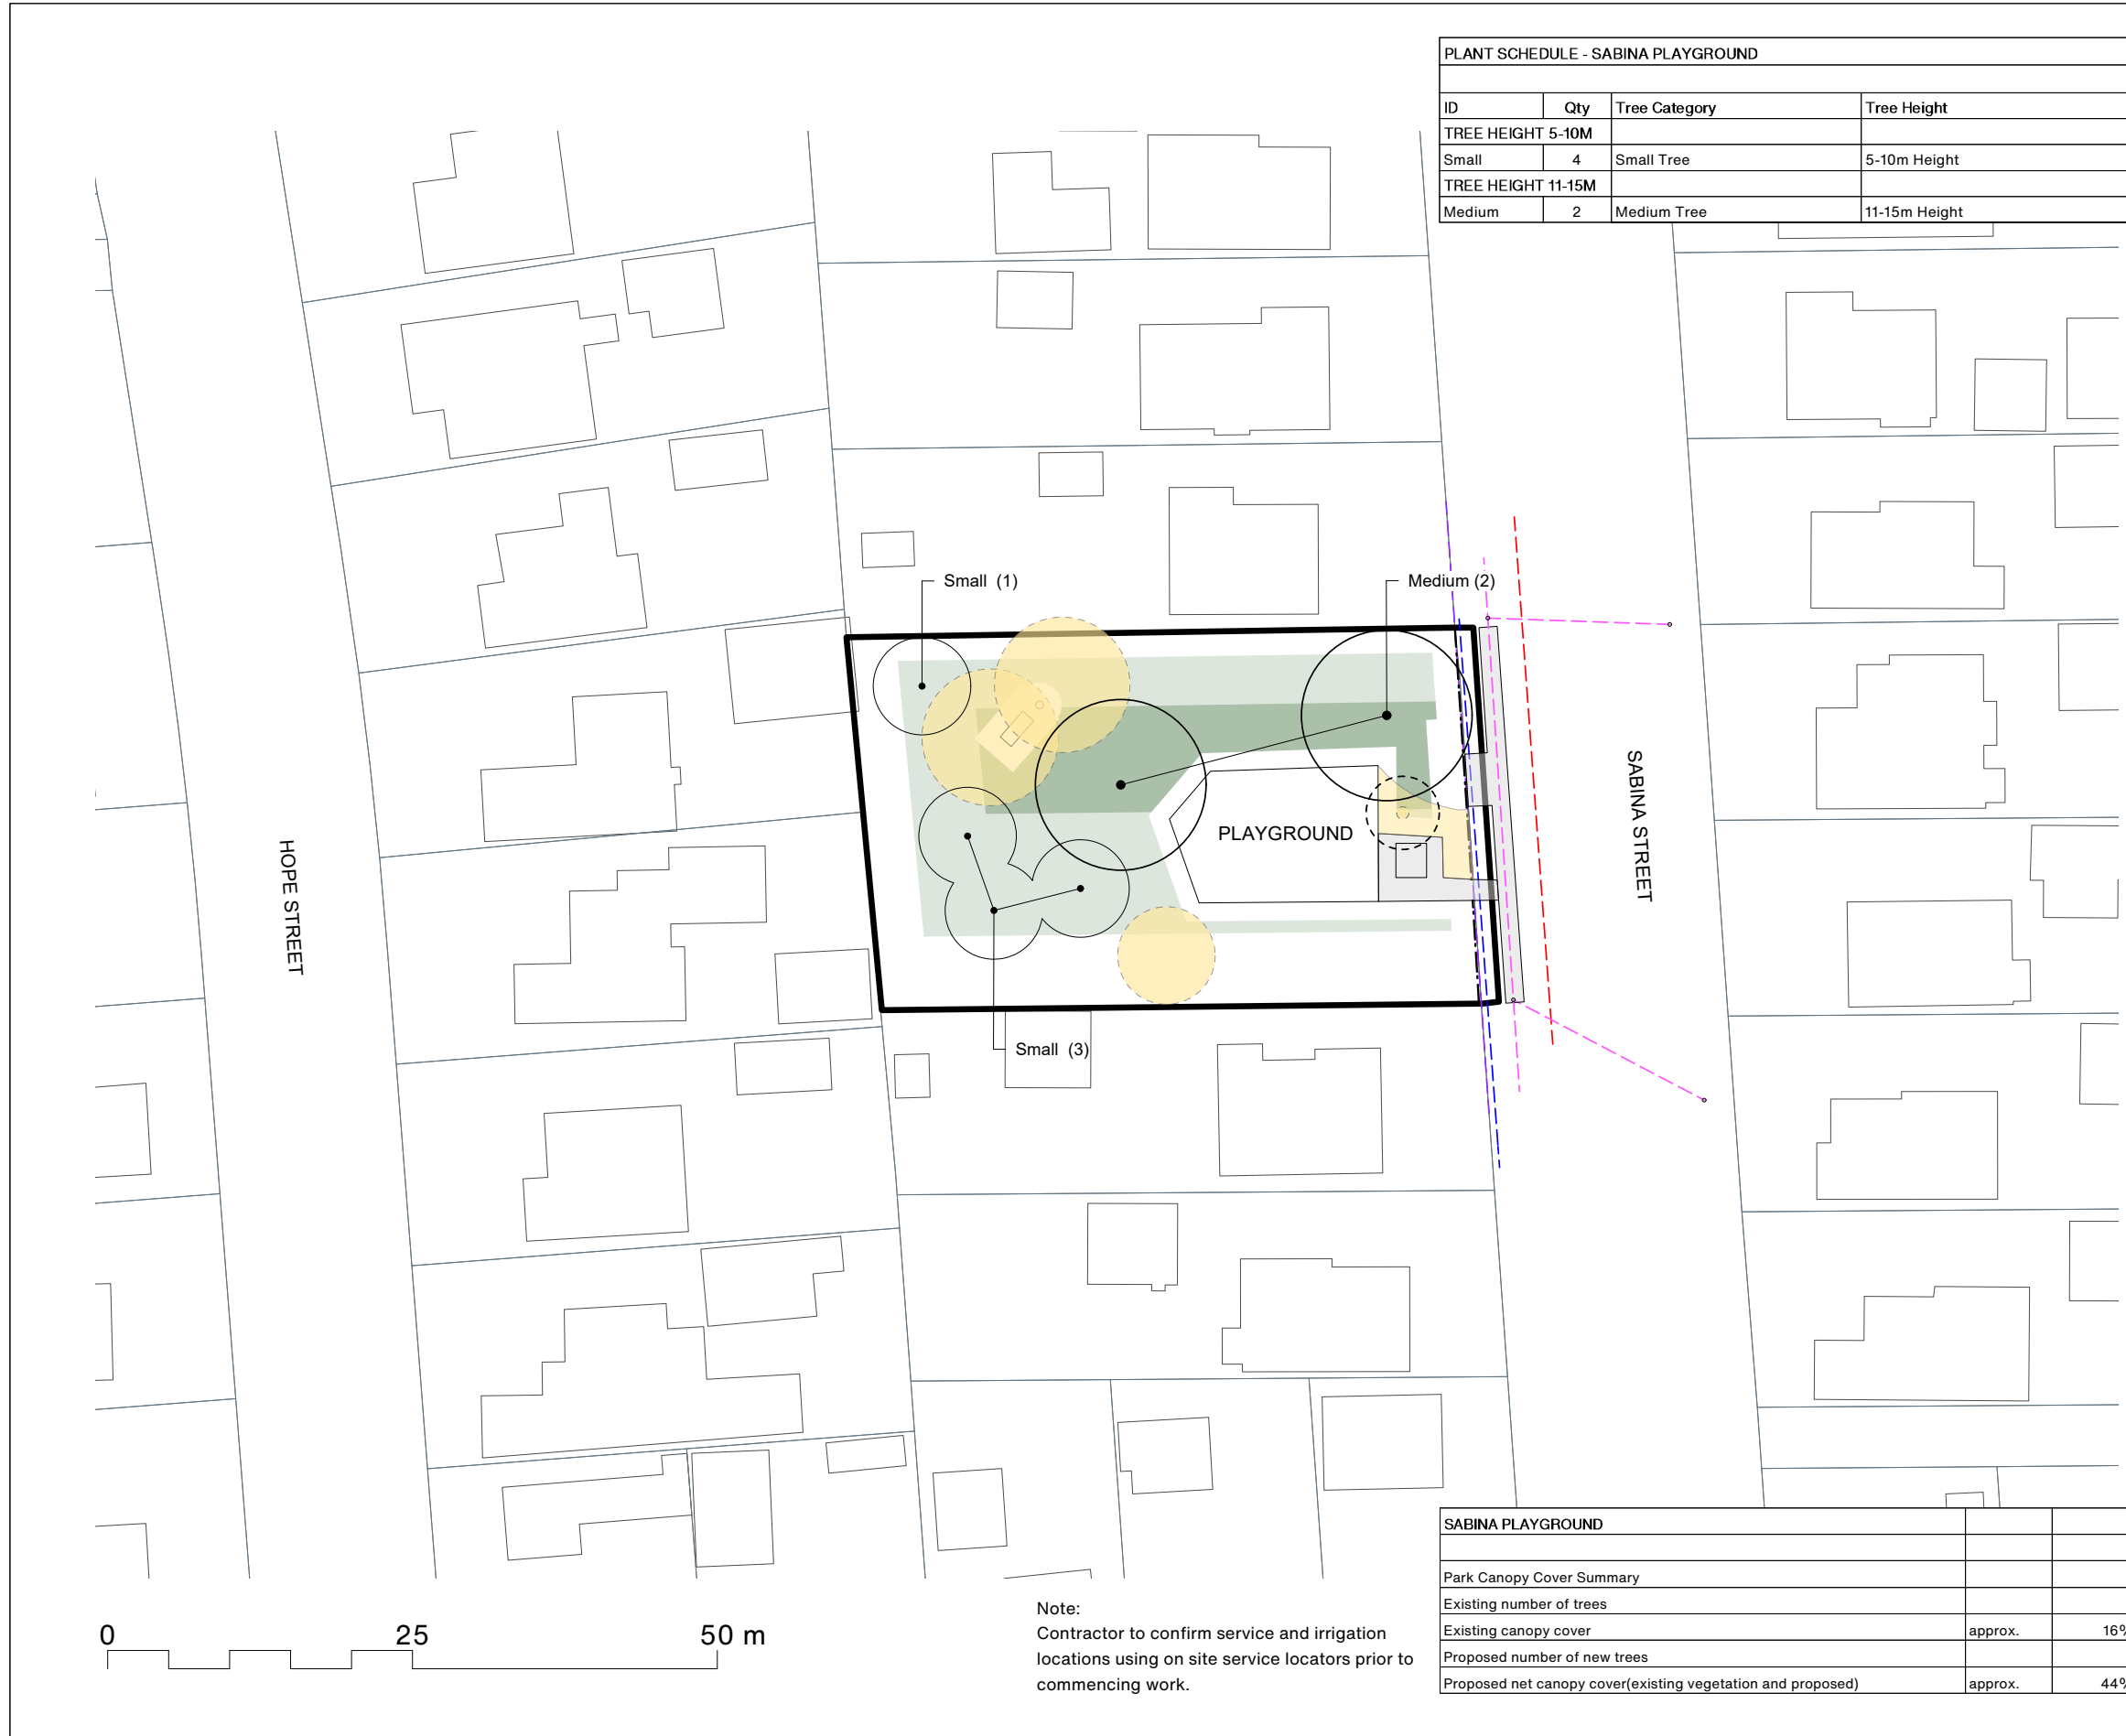 PLANT SCHEDULE - SABINA PLAYGROUND
ID Qty Tree Category Tree Height
TREE HEIGHT 5-10M
Small 4 Small Tree 5-10m Height
TREE HEIGHT 11-15M
Medium 2 Medium Tree 11-15m Height
Small (1)
Medium (2)
PLAYGROUND
SABINA STREET
HOPE STREET
Small (3)
SABINA PLAYGROUND
Park Canopy Cover Summary
Existing number of trees
Existing canopy cover approx. 16%
Proposed number of new trees
Proposed net canopy cover(existing vegetation and proposed) approx. 44%
Note:
Contractor to confirm service and irrigation
locations using on site service locators prior to
commencing work.
0 25 50 m